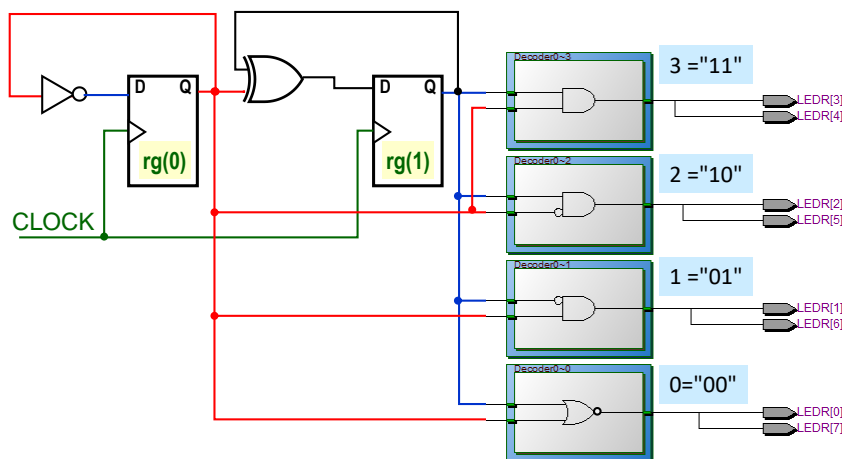 Decoder0~3
3 ="11"
D Q
D Q
LEDR[3]
LEDR[4]
rg(0)
rg(1)
Decoder0~2
2 ="10"
LEDR[2]
LEDR[5]
CLOCK
Decoder0~1
1 ="01"
LEDR[1]
LEDR[6]
Decoder0~0
0="00"
LEDR[0]
LEDR[7]